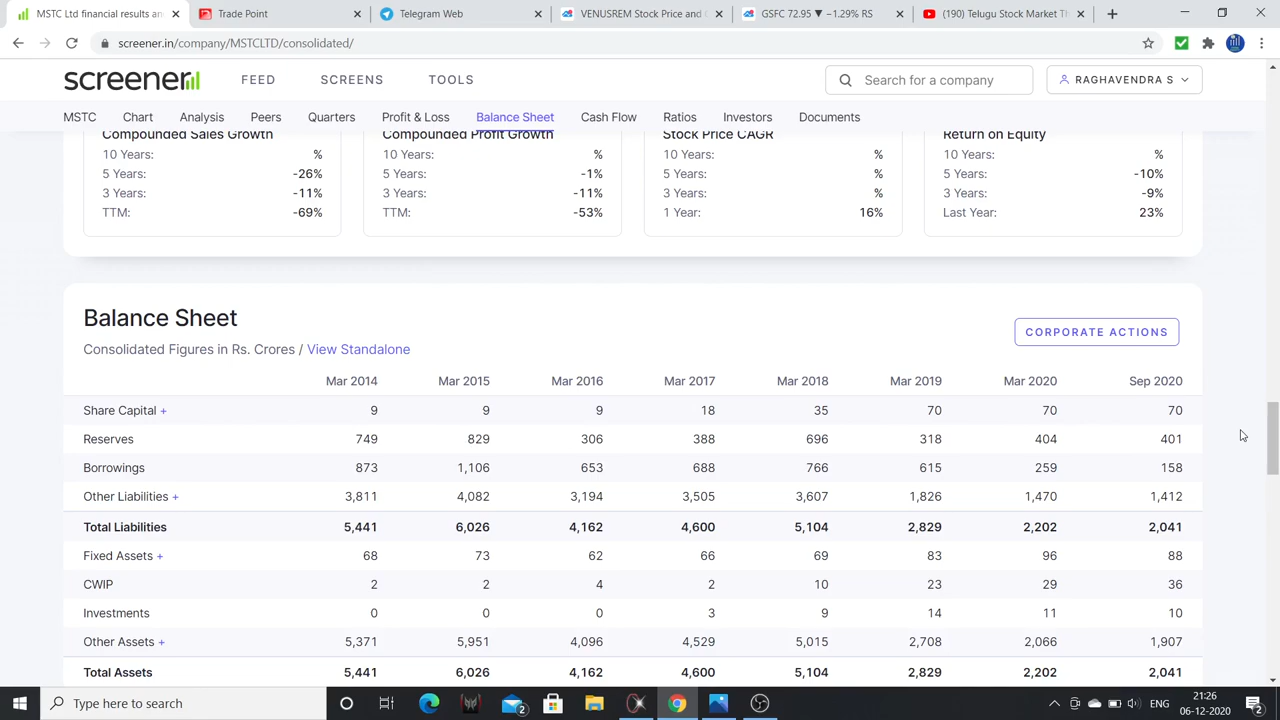 MSTC Ltd financial results an
Trade Point
Telegram Web
VENUSREM Stock Price and C
GSFC 72.95 ▼ −1.29% RS
(190) Telugu Stock Market Th
screener.in/company/MSTCLTD/consolidated/
screener FEED SCREENS TOOLS Search for a company RAGHAVENDRA S
MSTC Chart Analysis Peers Quarters Profit & Loss Balance Sheet Cash Flow Ratios Investors Documents
Compounded Sales Growth
10 Years: %
5 Years: -26%
3 Years: -11%
TTM: -69%
Compounded Profit Growth
10 Years: %
5 Years: -1%
3 Years: -11%
TTM: -53%
Stock Price CAGR
10 Years: %
5 Years: %
3 Years: %
1 Year: 16%
Return on Equity
10 Years: %
5 Years: -10%
3 Years: -9%
Last Year: 23%
Balance Sheet
Consolidated Figures in Rs. Crores / View Standalone
CORPORATE ACTIONS
Mar 2014 Mar 2015 Mar 2016 Mar 2017 Mar 2018 Mar 2019 Mar 2020 Sep 2020
Share Capital + 9 9 9 18 35 70 70 70
Reserves 749 829 306 388 696 318 404 401
Borrowings 873 1,106 653 688 766 615 259 158
Other Liabilities + 3,811 4,082 3,194 3,505 3,607 1,826 1,470 1,412
Total Liabilities 5,441 6,026 4,162 4,600 5,104 2,829 2,202 2,041
Fixed Assets + 68 73 62 66 69 83 96 88
CWIP 2 2 4 2 10 23 29 36
Investments 0 0 0 3 9 14 11 10
Other Assets + 5,371 5,951 4,096 4,529 5,015 2,708 2,066 1,907
Total Assets 5,441 6,026 4,162 4,600 5,104 2,829 2,202 2,041
Type here to search
2
ENG
21:26
06-12-2020
2